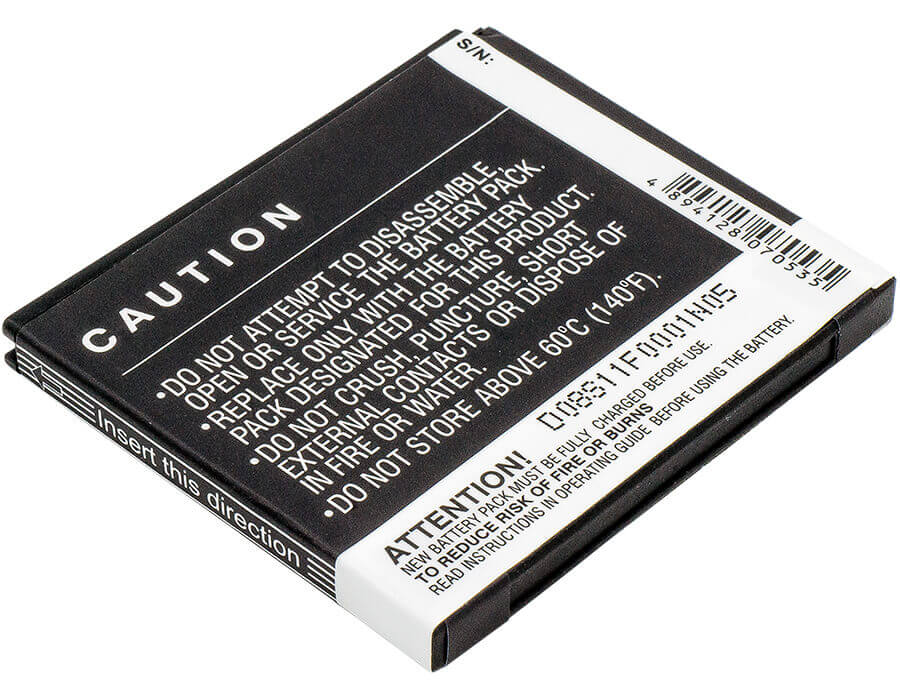 S/N:
4 894128 070535
CAUTION
•DO NOT ATTEMPT TO DISASSEMBLE,
OPEN OR SERVICE THE BATTERY PACK.
•REPLACE ONLY WITH THE BATTERY
PACK DESIGNATED FOR THIS PRODUCT.
•DO NOT CRUSH, PUNCTURE, SHORT
EXTERNAL CONTACTS OR DISPOSE OF
IN FIRE OR WATER.
•DO NOT STORE ABOVE 60°C (140°F).
D08S11F0001W05
ATTENTION!
NEW BATTERY PACK MUST BE FULLY CHARGED BEFORE USE.
TO REDUCE RISK OF FIRE OR BURNS
READ INSTRUCTIONS IN OPERATING GUIDE BEFORE USING THE BATTERY.
Insert this direction